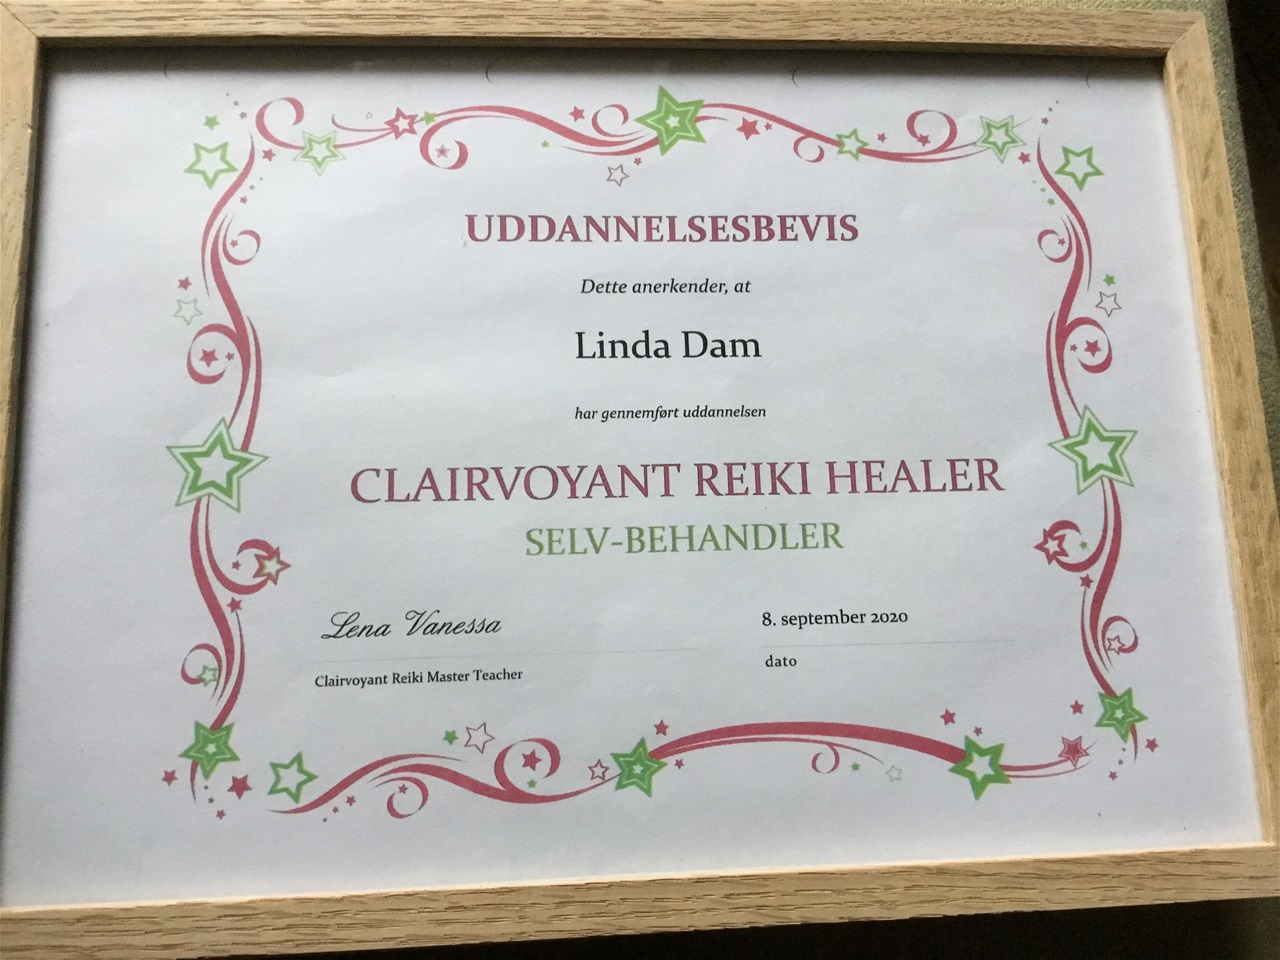 UDDANNELSESBEVIS
Dette anerkender, at
Linda Dam
har gennemført uddannelsen
CLAIRVOYANT REIKI HEALER
SELV-BEHANDLER
Lena Vanessa
8. september 2020
Clairvoyant Reiki Master Teacher
dato